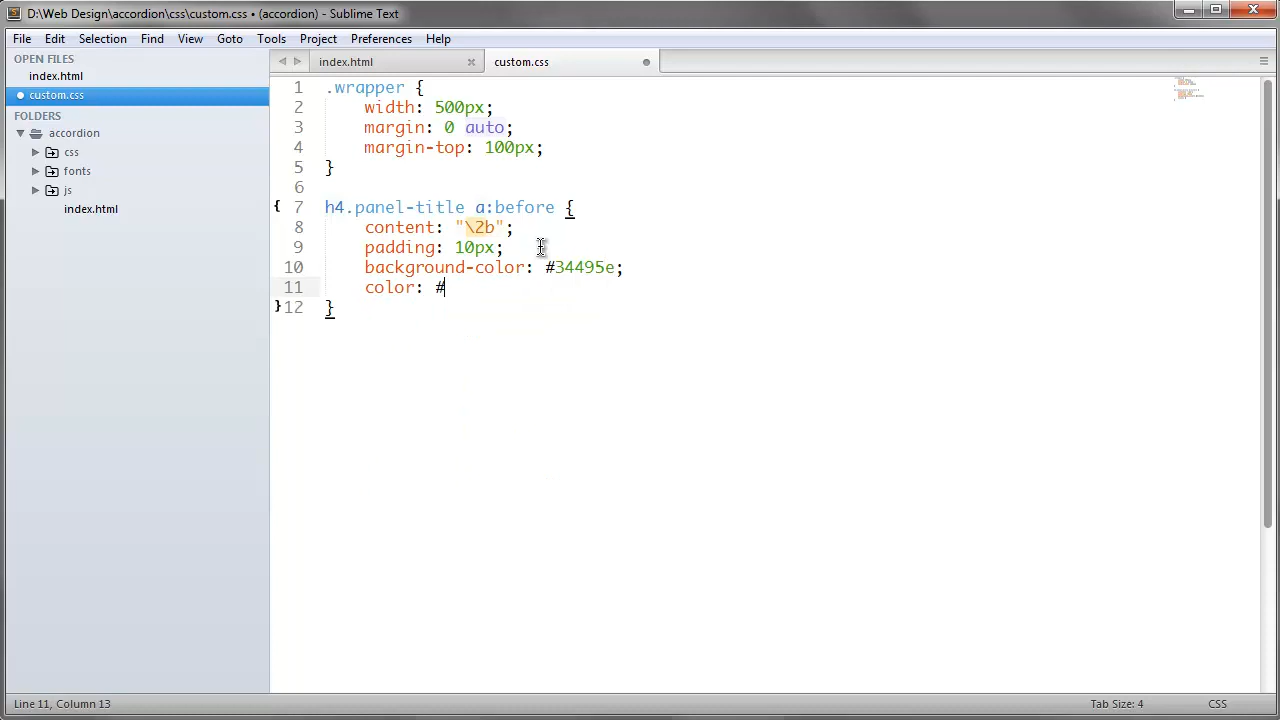 D:\Web Design\accordion\css\custom.css • (accordion) - Sublime Text
File Edit Selection Find View Goto Tools Project Preferences Help
OPEN FILES
index.html
custom.css
FOLDERS
accordion
css
fonts
js
index.html
index.html custom.css
1 .wrapper {
2 width: 500px;
3 margin: 0 auto;
4 margin-top: 100px;
5 }
6
{ 7 h4.panel-title a:before {
8 content: "\2b";
9 padding: 10px;
10 background-color: #34495e;
11 color: #
} 12 }
Line 11, Column 13 Tab Size: 4 CSS